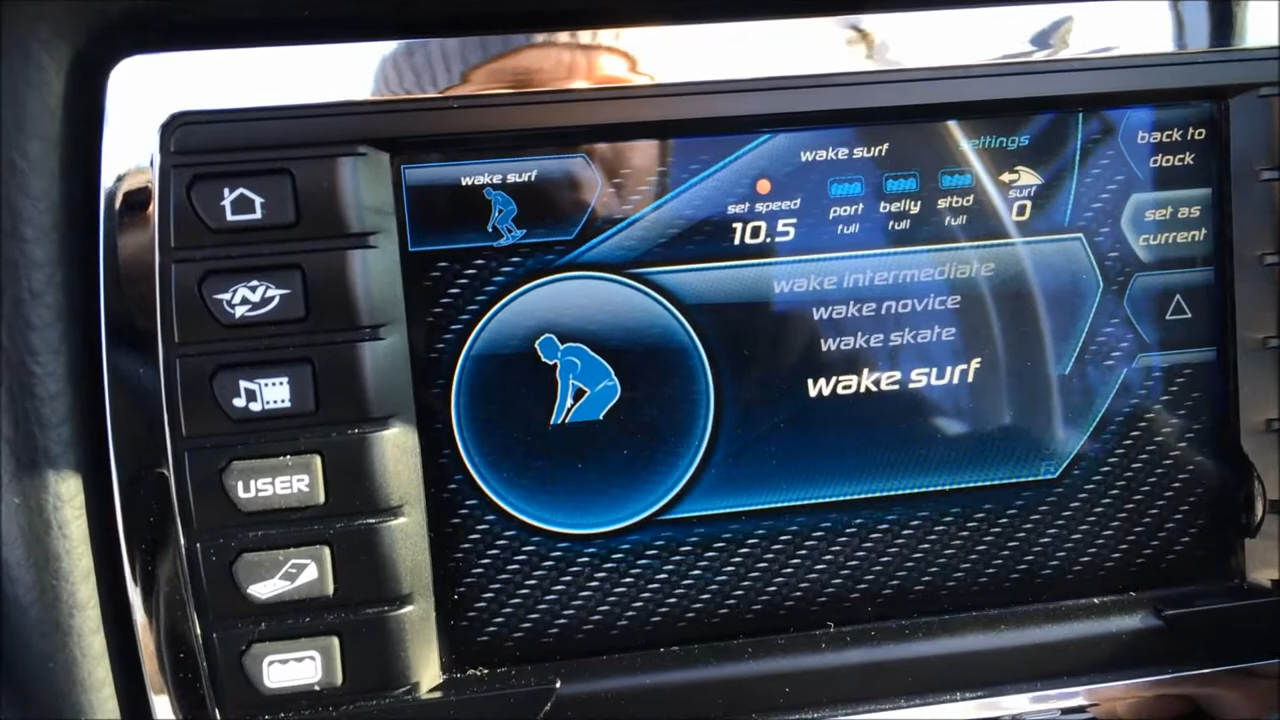 wake surf
wake surf
settings
set speed
10.5
port
full
belly
full
stbd
full
surf
0
back to
dock
set as
current
wake intermediate
wake novice
wake skate
wake surf
N
USER